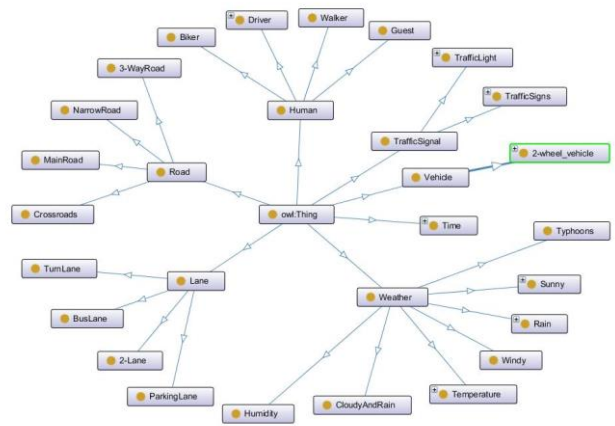 Driver
Walker
Biker
Guest
TrafficLight
3-WayRoad
TrafficSigns
NarrowRoad
Human
TrafficSignal
2-wheel_vehicle
MainRoad
Road
Vehicle
Crossroads
owl:Thing
Time
Typhoons
TurnLane
Lane
Sunny
Weather
BusLane
Rain
2-Lane
Windy
ParkingLane
Temperature
Humidity
CloudyAndRain